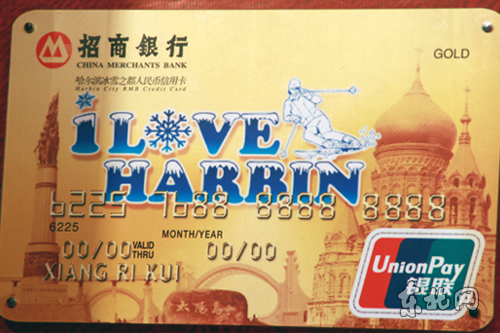 招商銀行
CHINA MERCHANTS BANK
GOLD
哈尔滨冰雪之都人民币信用卡
Harbin City RMB Credit Card
I LOVE
HARBIN
6225 7688 8888 8888
6225
MONTH/YEAR
00/00 VALID THRU 00/00
XIANG RI KUI
UnionPay
银联
东北网